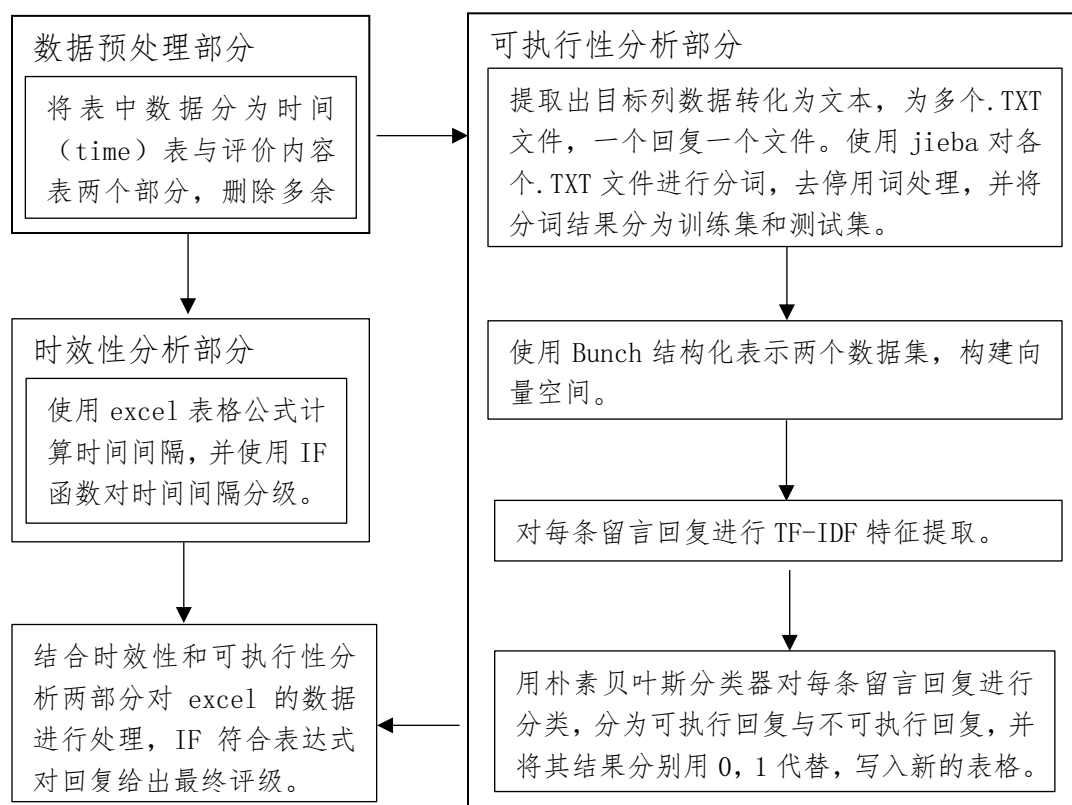 数据预处理部分
将表中数据分为时间
（time）表与评价内容
表两个部分，删除多余
时效性分析部分
使用 excel 表格公式计
算时间间隔，并使用 IF
函数对时间间隔分级。
结合时效性和可执行性分
析两部分对 excel 的数据
进行处理，IF 符合表达式
对回复给出最终评级。
可执行性分析部分
提取出目标列数据转化为文本，为多个.TXT
文件，一个回复一个文件。使用 jieba 对各
个.TXT 文件进行分词，去停用词处理，并将
分词结果分为训练集和测试集。
使用 Bunch 结构化表示两个数据集，构建向
量空间。
对每条留言回复进行 TF-IDF 特征提取。
用朴素贝叶斯分类器对每条留言回复进行
分类，分为可执行回复与不可执行回复，并
将其结果分别用 0，1 代替，写入新的表格。